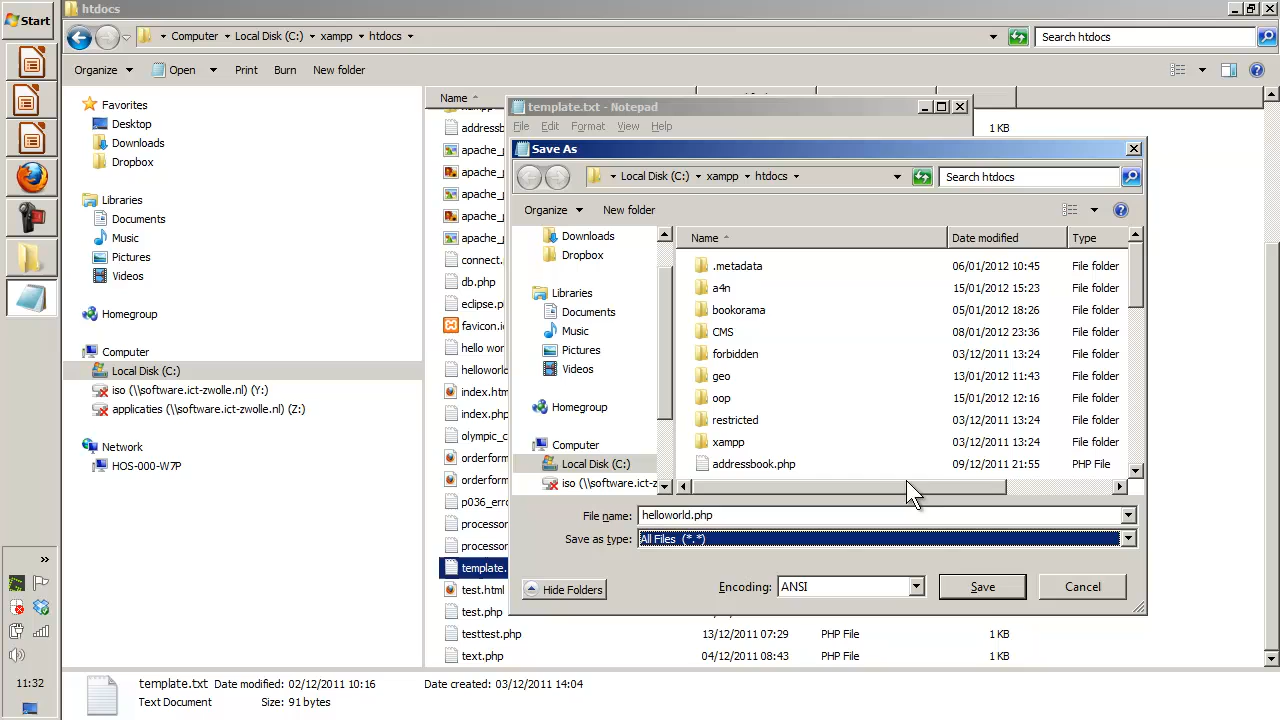 Start
htdocs
Computer Local Disk (C:) xampp htdocs
Search htdocs
Organize Open Print Burn New folder
Favorites
Desktop
Downloads
Dropbox
Libraries
Documents
Music
Pictures
Videos
Homegroup
Computer
Local Disk (C:)
iso (\\software.ict-zwolle.nl) (Y:)
applicaties (\\software.ict-zwolle.nl) (Z:)
Network
HOS-000-W7P
Name
1 KB
addressb
apache_
apache_
apache_
apache_
apache_
connect.
db.php
eclipse.ph
favicon.ic
hello wor
helloworld
index.htm
index.php
olympic_c
orderform
orderform
p036_erro
processor
processor
template.
test.html
test.php
testtest.php 13/12/2011 07:29 PHP File 1 KB
text.php 04/12/2011 08:43 PHP File 1 KB
template.txt - Notepad
File Edit Format View Help
Save As
Local Disk (C:) xampp htdocs
Search htdocs
Organize New folder
Downloads
Dropbox
Libraries
Documents
Music
Pictures
Videos
Homegroup
Computer
Local Disk (C:)
iso (\\software.ict-z
Name Date modified Type
.metadata 06/01/2012 10:45 File folder
a4n 15/01/2012 15:23 File folder
bookorama 05/01/2012 18:26 File folder
CMS 08/01/2012 23:36 File folder
forbidden 03/12/2011 13:24 File folder
geo 13/01/2012 11:43 File folder
oop 15/01/2012 12:16 File folder
restricted 03/12/2011 13:24 File folder
xampp 03/12/2011 13:24 File folder
addressbook.php 09/12/2011 21:55 PHP File
File name: helloworld.php
Save as type: All Files (*.*)
Hide Folders
Encoding: ANSI
Save
Cancel
template.txt Date modified: 02/12/2011 10:16 Date created: 03/12/2011 14:04
Text Document Size: 91 bytes
11:32